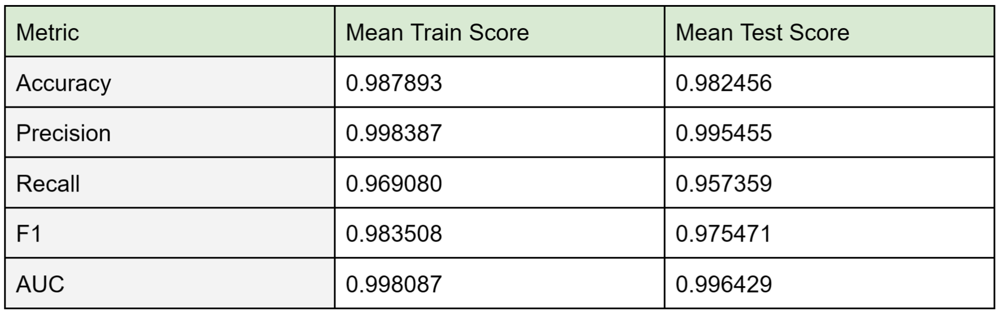 Metric Mean Train Score Mean Test Score
Accuracy 0.987893 0.982456
Precision 0.998387 0.995455
Recall 0.969080 0.957359
F1 0.983508 0.975471
AUC 0.998087 0.996429